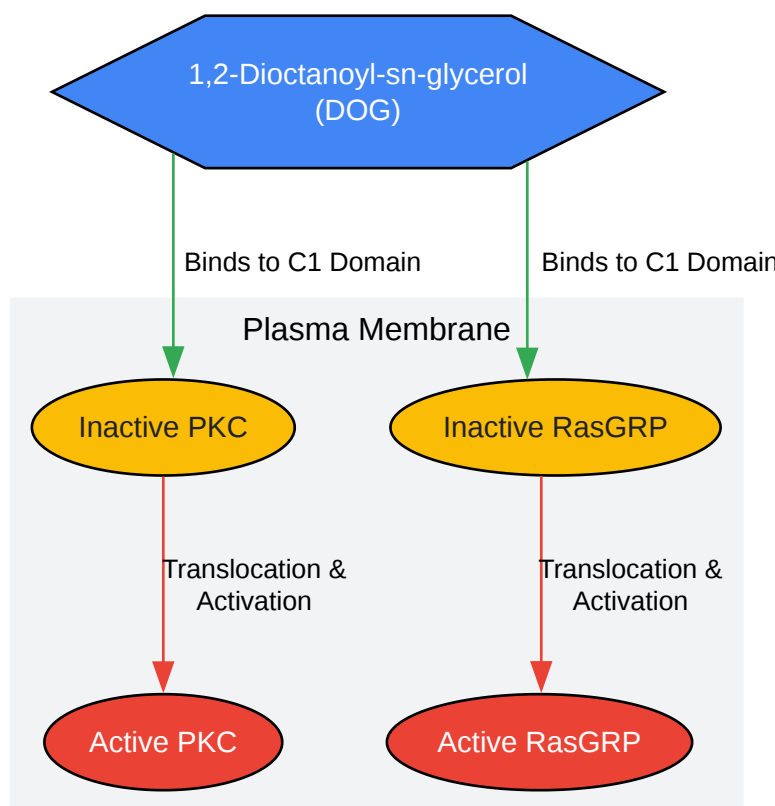 1,2-Dioctanoyl-sn-glycerol
(DOG)
Binds to C1 Domain
Binds to C1 Domain
Plasma Membrane
Inactive PKC
Inactive RasGRP
Translocation &
Activation
Translocation &
Activation
Active PKC
Active RasGRP